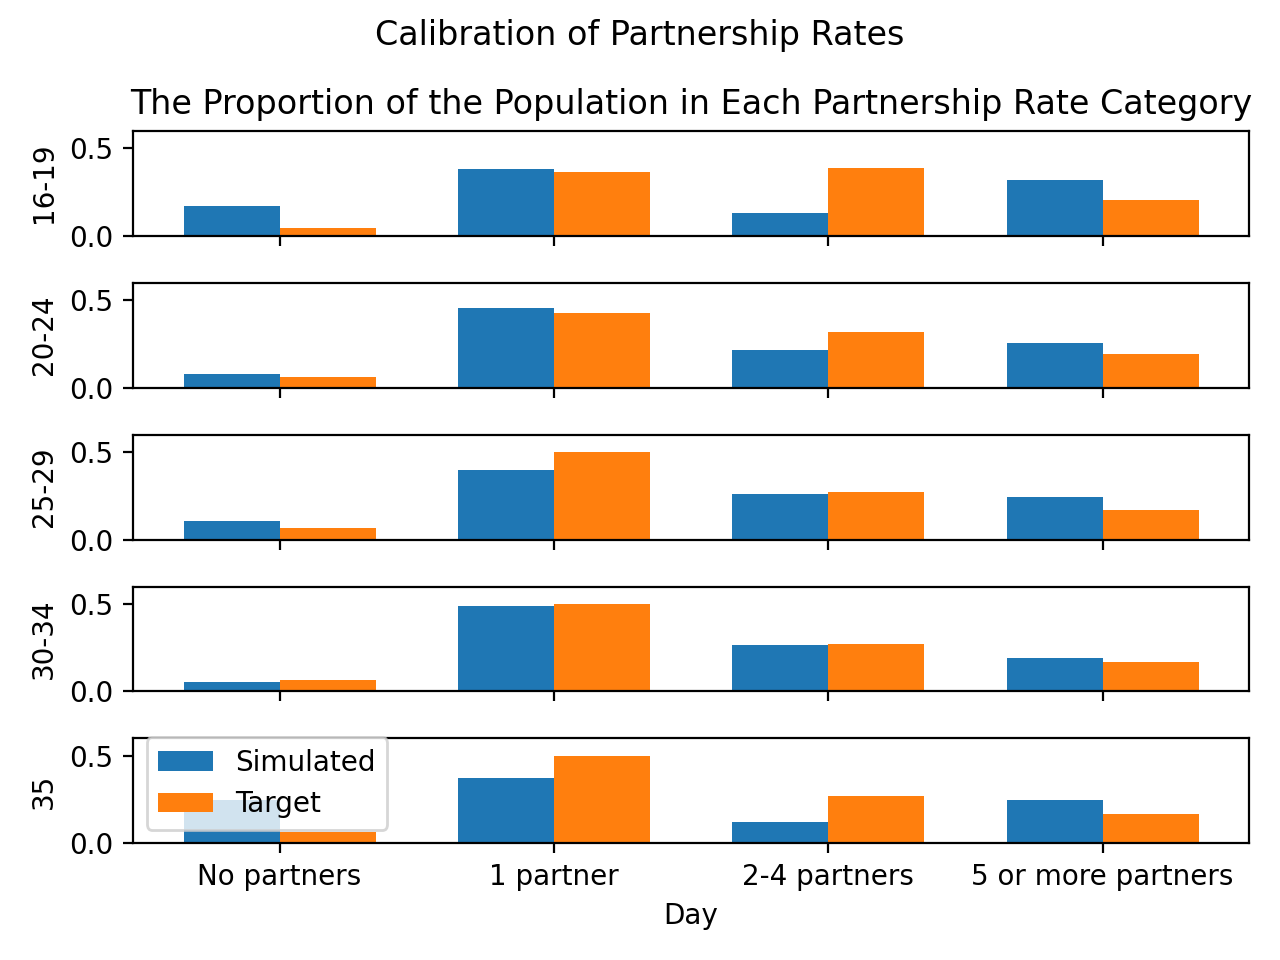 Calibration of Partnership Rates
The Proportion of the Population in Each Partnership Rate Category
16-19
0.5
0.0
20-24
0.5
0.0
25-29
0.5
0.0
30-34
0.5
0.0
35
0.5
0.0
Simulated
Target
No partners 1 partner 2-4 partners 5 or more partners
Day